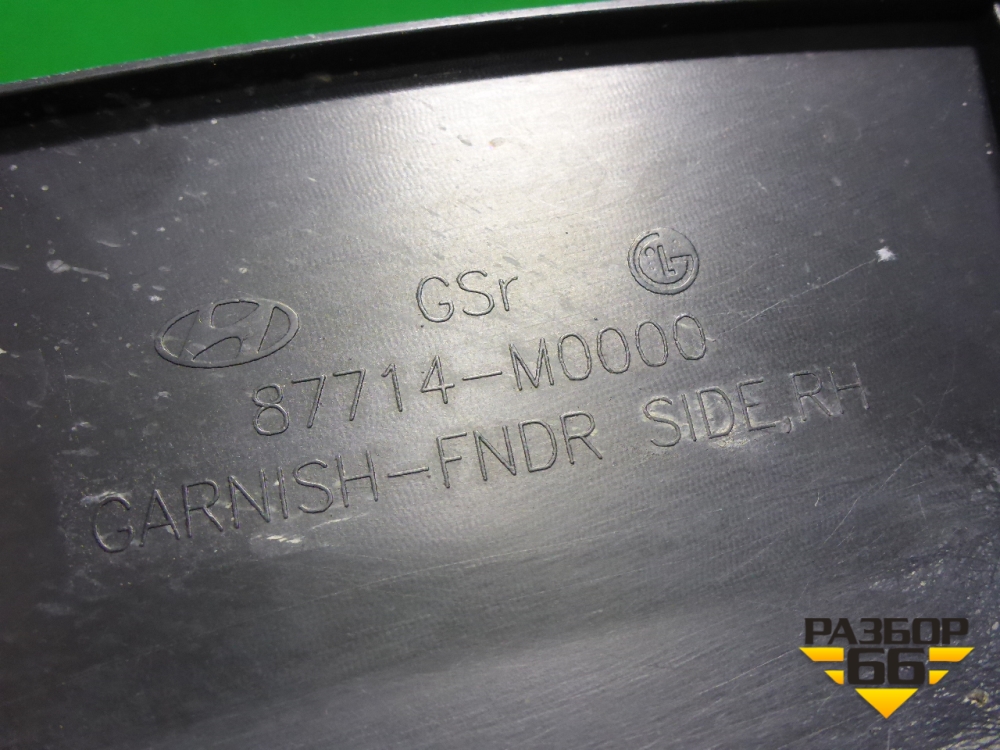 GSr
87714-M0000
GARNISH-FNDR SIDE,RH
РАЗБОР
66